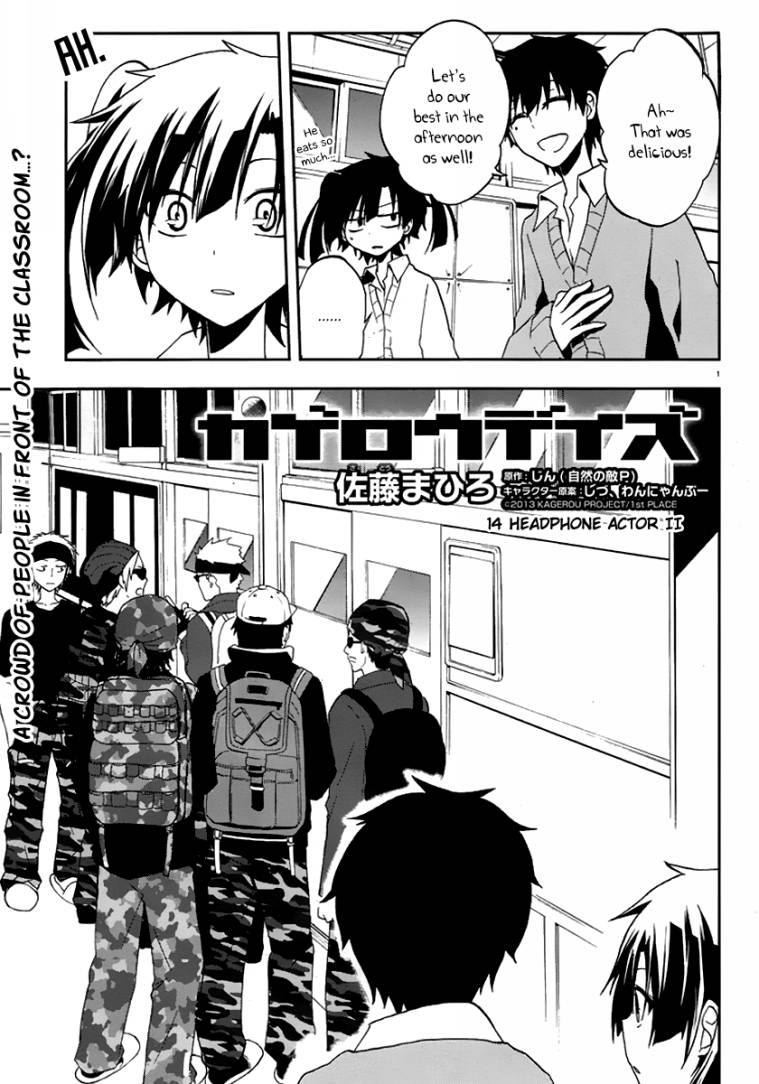 Ah~
That was
delicious!
Let's
do our
best in the
afternoon
as well!
He
eats so
much...
........
AH.
1
A CROWD OF PEOPLE IN FRONT OF THE CLASSROOM...?
カゲロウデイズ
佐藤まひろ
原作:じん(自然の敵P)
キャラクター原案:しづ、わんにゃんぷー
©2013 KAGEROU PROJECT/1st PLACE
14 HEADPHONE ACTOR II